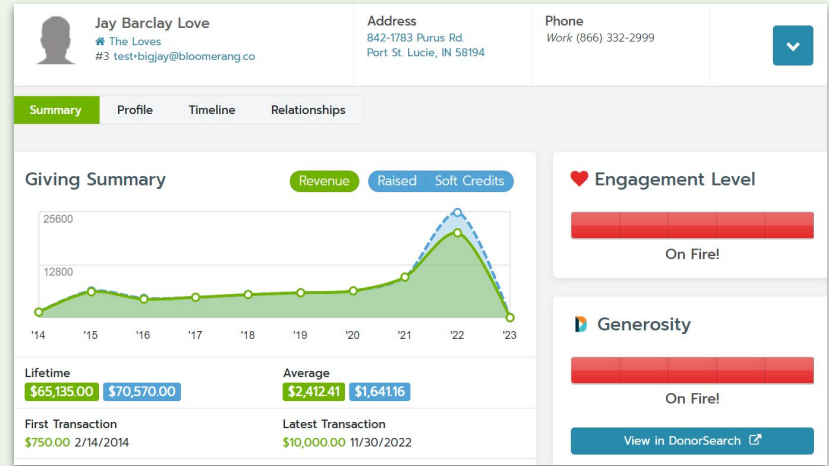 Jay Barclay Love
The Loves
#3 test+bigjay@bloomerang.co
Address
842-1783 Purus Rd.
Port St. Lucie, IN 58194
Phone
Work (866) 332-2999
Summary Profile Timeline Relationships
Giving Summary
Revenue Raised Soft Credits
25600
12800
'14 '15 '16 '17 '18 '19 '20 '21 '22 '23
Lifetime
$65,135.00 $70,570.00
Average
$2,412.41 $1,641.16
First Transaction
$750.00 2/14/2014
Latest Transaction
$10,000.00 11/30/2022
Engagement Level
On Fire!
Generosity
On Fire!
View in DonorSearch